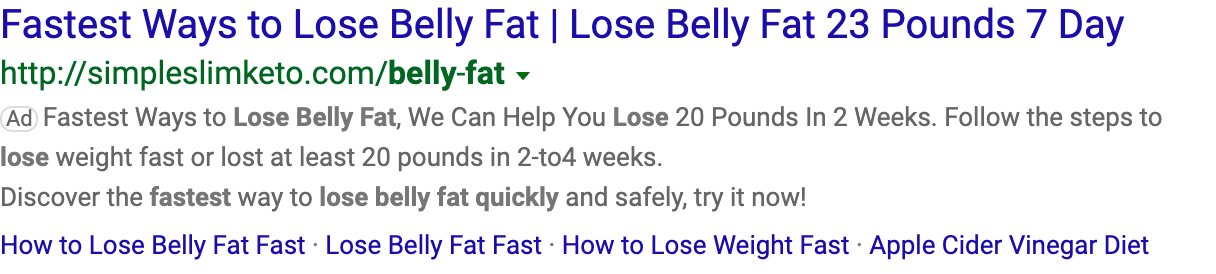 Fastest Ways to Lose Belly Fat | Lose Belly Fat 23 Pounds 7 Day
http://simpleslimketo.com/belly-fat
Ad Fastest Ways to Lose Belly Fat, We Can Help You Lose 20 Pounds In 2 Weeks. Follow the steps to
lose weight fast or lost at least 20 pounds in 2-to4 weeks.
Discover the fastest way to lose belly fat quickly and safely, try it now!
How to Lose Belly Fat Fast · Lose Belly Fat Fast · How to Lose Weight Fast · Apple Cider Vinegar Diet